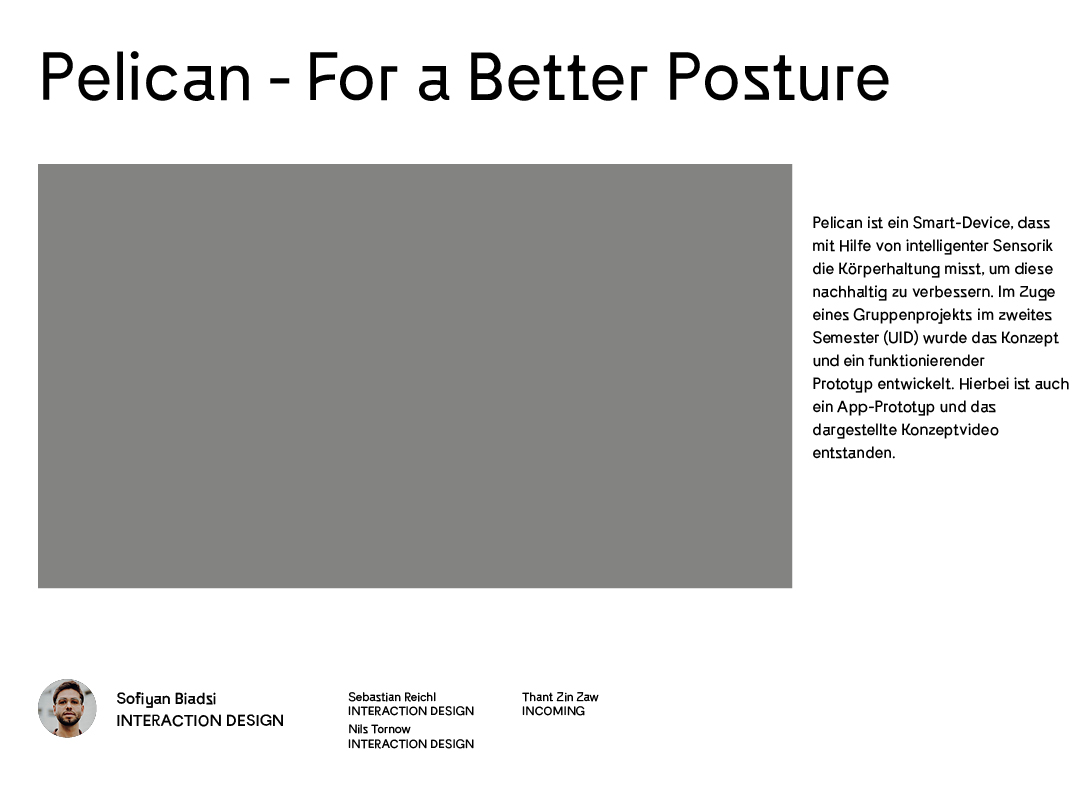 Pelican - For a Better Posture
Pelican ist ein Smart-Device, dass
mit Hilfe von intelligenter Sensorik
die Körperhaltung misst, um diese
nachhaltig zu verbessern. Im Zuge
eines Gruppenprojekts im zweites
Semester (UID) wurde das Konzept
und ein funktionierender
Prototyp entwickelt. Hierbei ist auch
ein App-Prototyp und das
dargestellte Konzeptvideo
entstanden.
Sofiyan Biadsi
INTERACTION DESIGN
Sebastian Reichl
INTERACTION DESIGN
Nils Tornow
INTERACTION DESIGN
Thant Zin Zaw
INCOMING